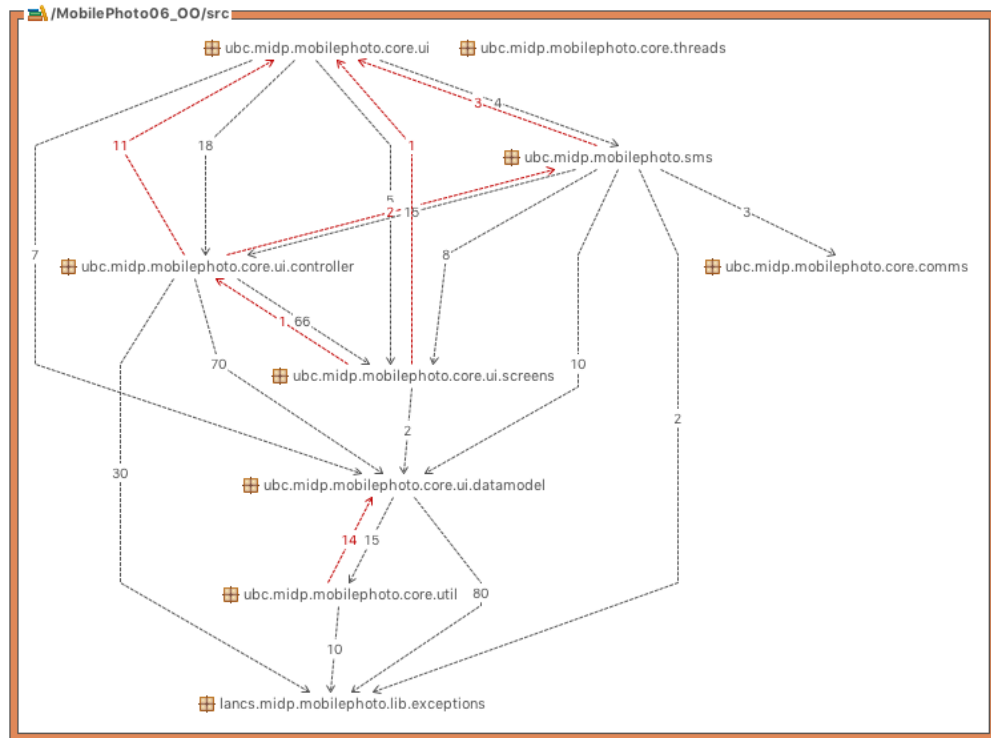 /MobilePhoto06_OO/src
ubc.midp.mobilephoto.core.ui
ubc.midp.mobilephoto.core.threads
3 4
11
18
1
ubc.midp.mobilephoto.sms
5
2 16
3
7
8
ubc.midp.mobilephoto.core.ui.controller
ubc.midp.mobilephoto.core.comms
1 66
70
10
ubc.midp.mobilephoto.core.ui.screens
2
2
30
ubc.midp.mobilephoto.core.ui.datamodel
14 15
ubc.midp.mobilephoto.core.util
80
10
lancs.midp.mobilephoto.lib.exceptions